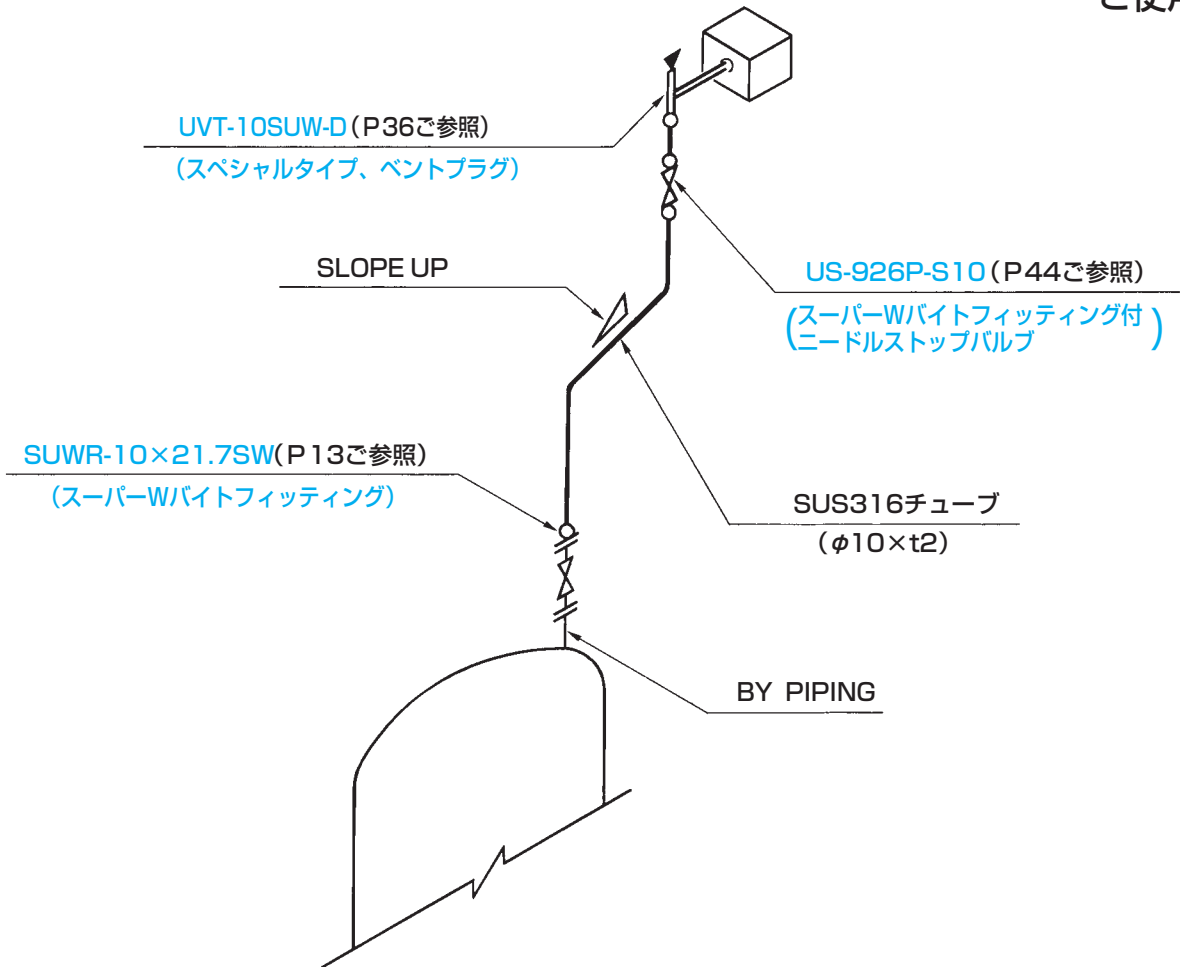 ご使用
UVT-10SUW-D(P36ご参照)
(スペシャルタイプ、ベントプラグ)
SLOPE UP
US-926P-S10(P44ご参照)
(スーパーWバイトフィッティング付
ニードルストップバルブ)
SUWR-10×21.7SW(P13ご参照)
(スーパーWバイトフィッティング)
SUS316チューブ
(φ10×t2)
BY PIPING